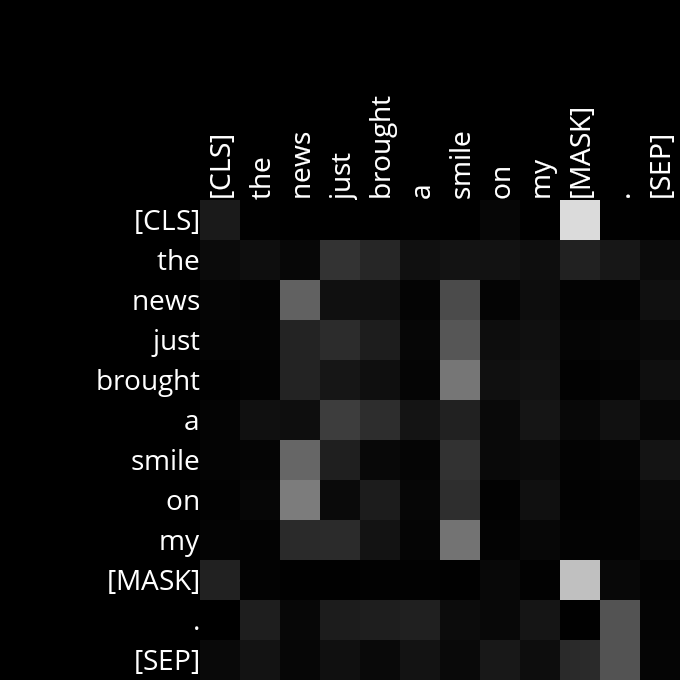 [CLS] the news just brought a smile on my [MASK] . [SEP]
[CLS]
the
news
just
brought
a
smile
on
my
[MASK]
.
[SEP]